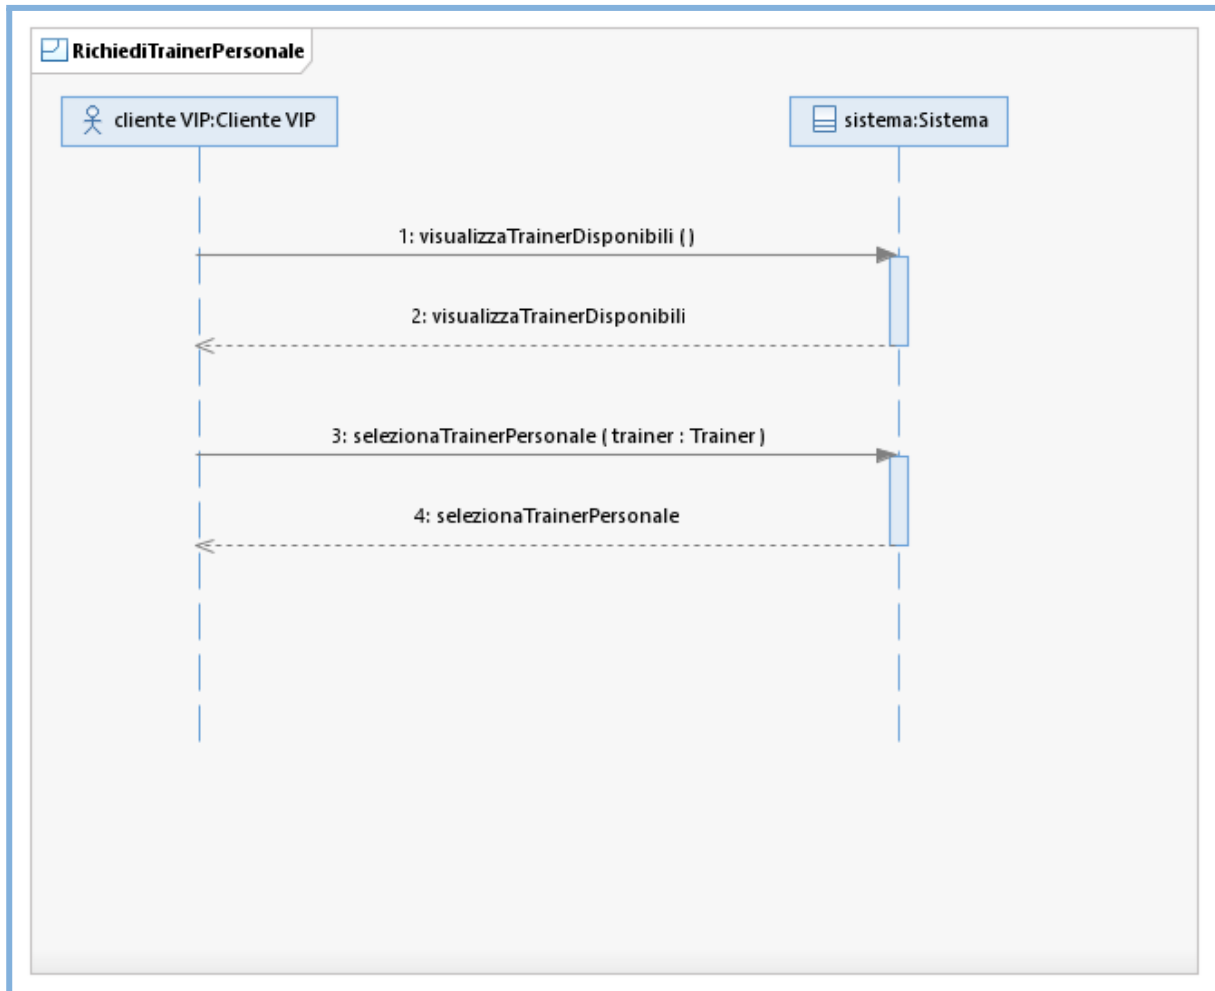 RichiediTrainerPersonale
cliente VIP:Cliente VIP
sistema:Sistema
1: visualizzaTrainerDisponibili ( )
2: visualizzaTrainerDisponibili
3: selezionaTrainerPersonale ( trainer : Trainer )
4: selezionaTrainerPersonale